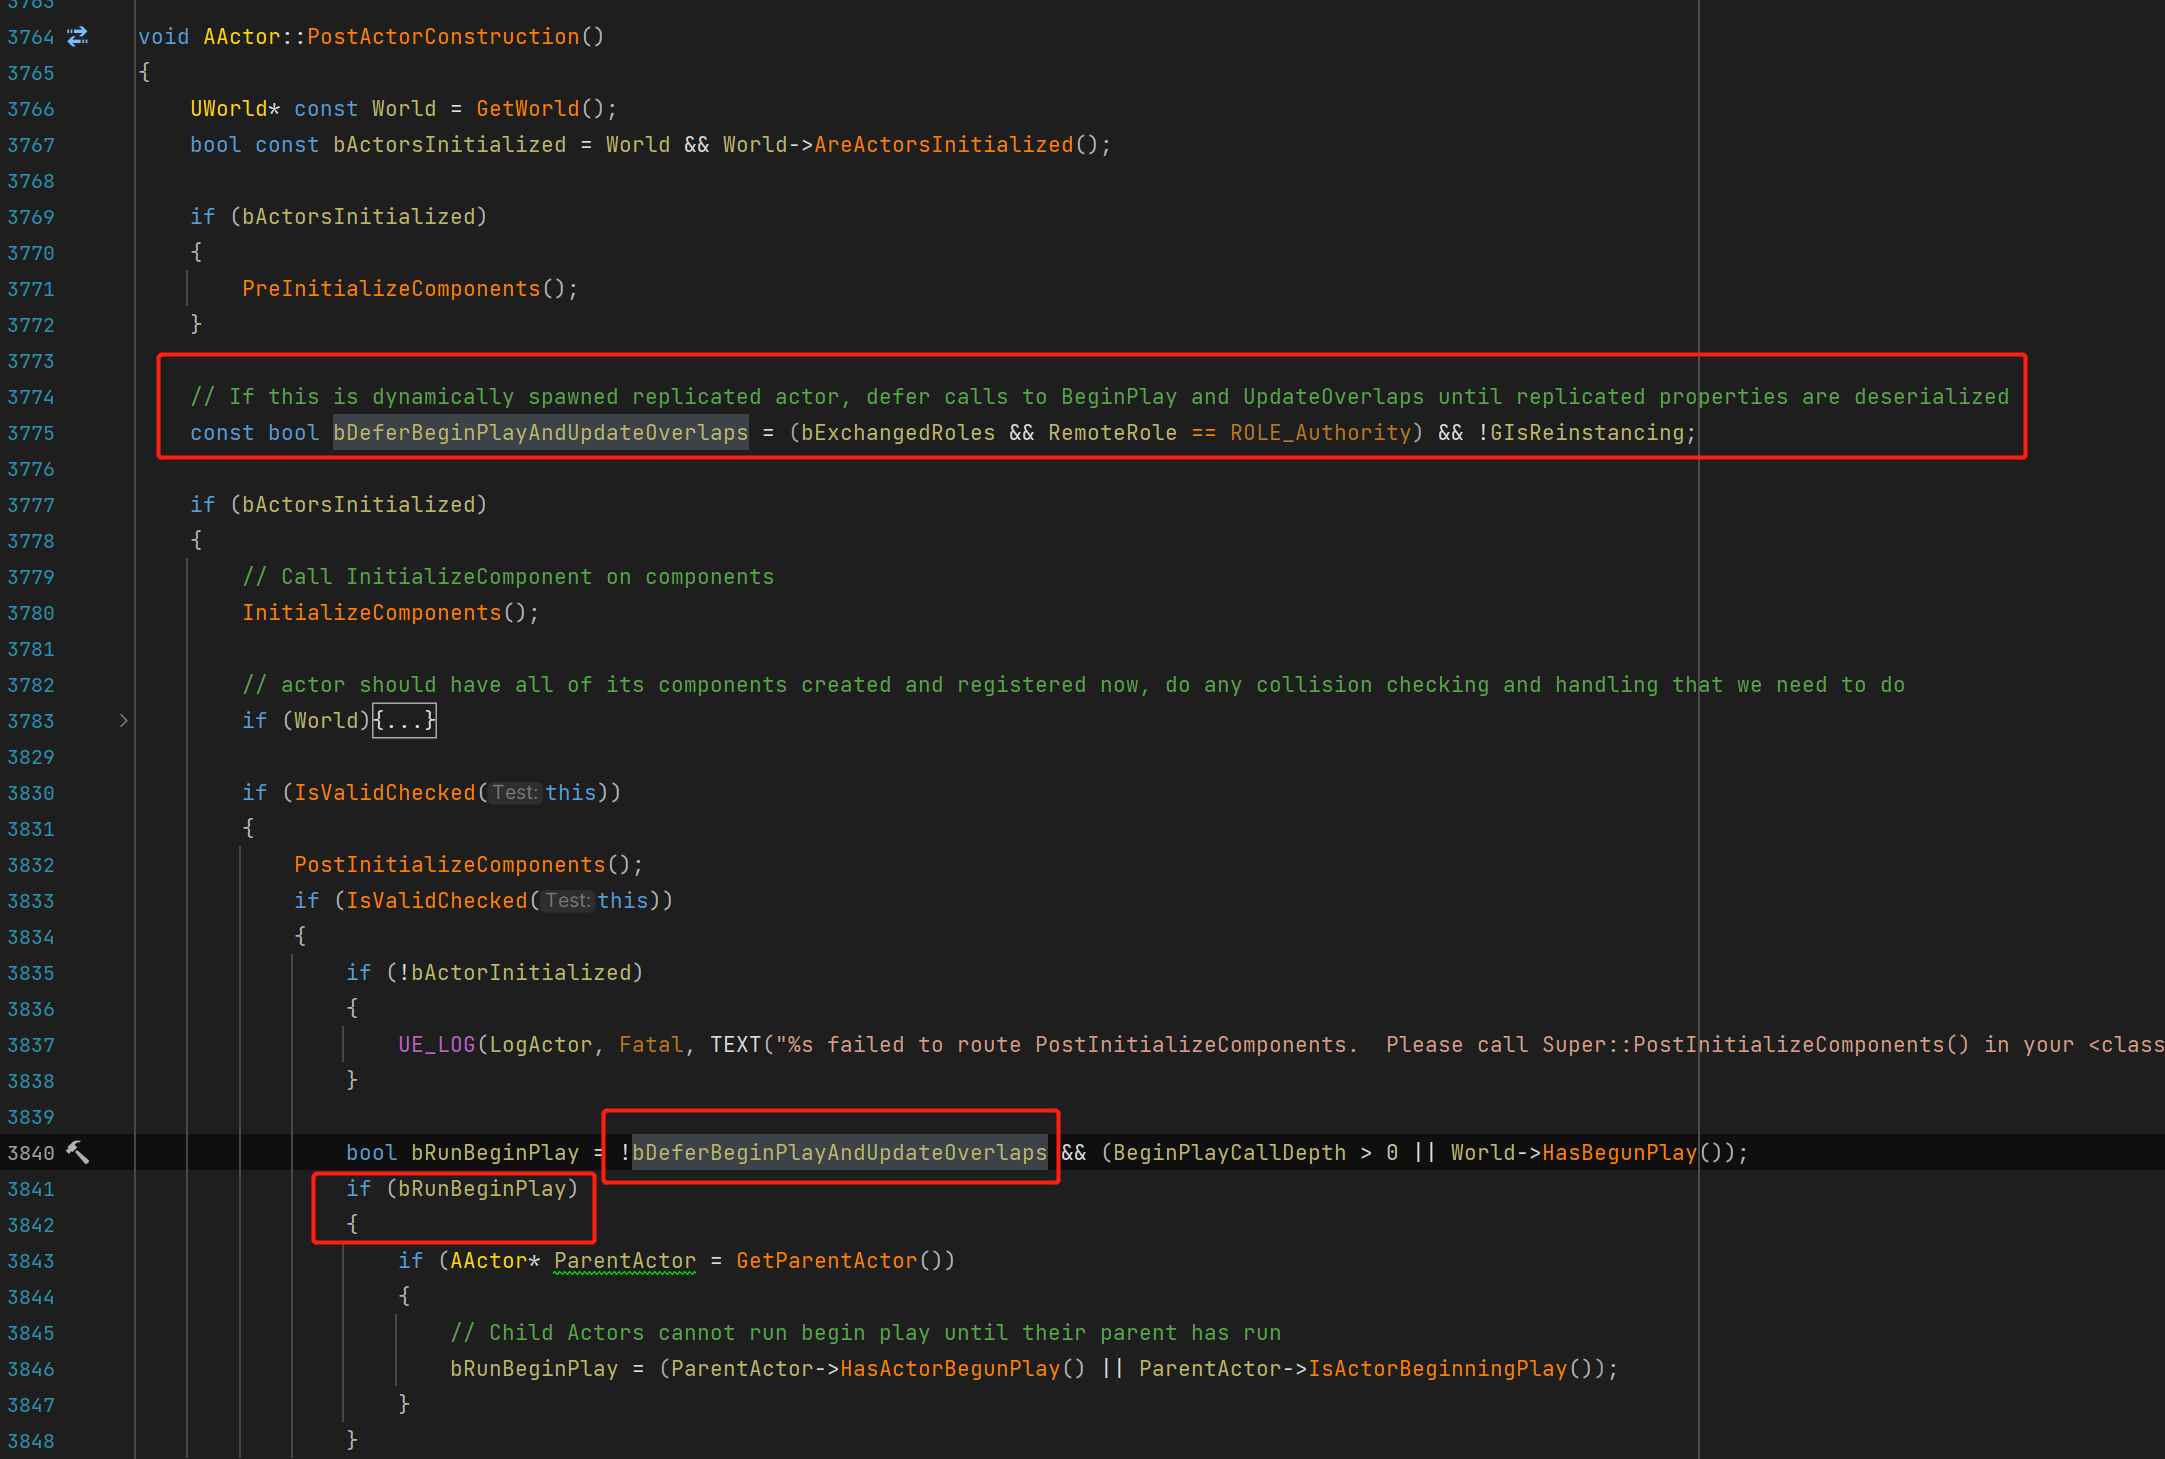 3763
3764 void AActor::PostActorConstruction()
3765 {
3766 UWorld* const World = GetWorld();
3767 bool const bActorsInitialized = World && World->AreActorsInitialized();
3768
3769 if (bActorsInitialized)
3770 {
3771 PreInitializeComponents();
3772 }
3773
3774 // If this is dynamically spawned replicated actor, defer calls to BeginPlay and UpdateOverlaps until replicated properties are deserialized
3775 const bool bDeferBeginPlayAndUpdateOverlaps = (bExchangedRoles && RemoteRole == ROLE_Authority) && !GIsReinstancing;
3776
3777 if (bActorsInitialized)
3778 {
3779 // Call InitializeComponent on components
3780 InitializeComponents();
3781
3782 // actor should have all of its components created and registered now, do any collision checking and handling that we need to do
3783 if (World){...}
3829
3830 if (IsValidChecked(Test:this))
3831 {
3832 PostInitializeComponents();
3833 if (IsValidChecked(Test:this))
3834 {
3835 if (!bActorInitialized)
3836 {
3837 UE_LOG(LogActor, Fatal, TEXT("%s failed to route PostInitializeComponents.  Please call Super::PostInitializeComponents() in your <class
3838 }
3839
3840 bool bRunBeginPlay = !bDeferBeginPlayAndUpdateOverlaps && (BeginPlayCallDepth > 0 || World->HasBegunPlay());
3841 if (bRunBeginPlay)
3842 {
3843 if (AActor* ParentActor = GetParentActor())
3844 {
3845 // Child Actors cannot run begin play until their parent has run
3846 bRunBeginPlay = (ParentActor->HasActorBegunPlay() || ParentActor->IsActorBeginningPlay());
3847 }
3848 }